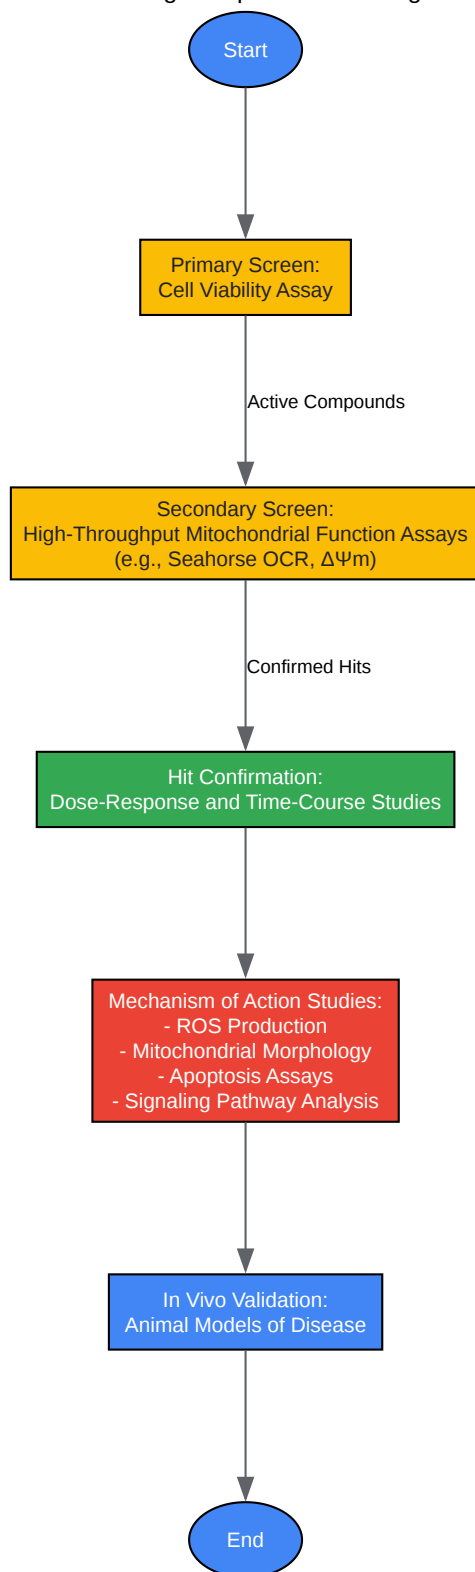 Start
Primary Screen:
Cell Viability Assay
Active Compounds
Secondary Screen:
High-Throughput Mitochondrial Function Assays
(e.g., Seahorse OCR, ΔΨm)
Confirmed Hits
Hit Confirmation:
Dose-Response and Time-Course Studies
Mechanism of Action Studies:
- ROS Production
- Mitochondrial Morphology
- Apoptosis Assays
- Signaling Pathway Analysis
In Vivo Validation:
Animal Models of Disease
End